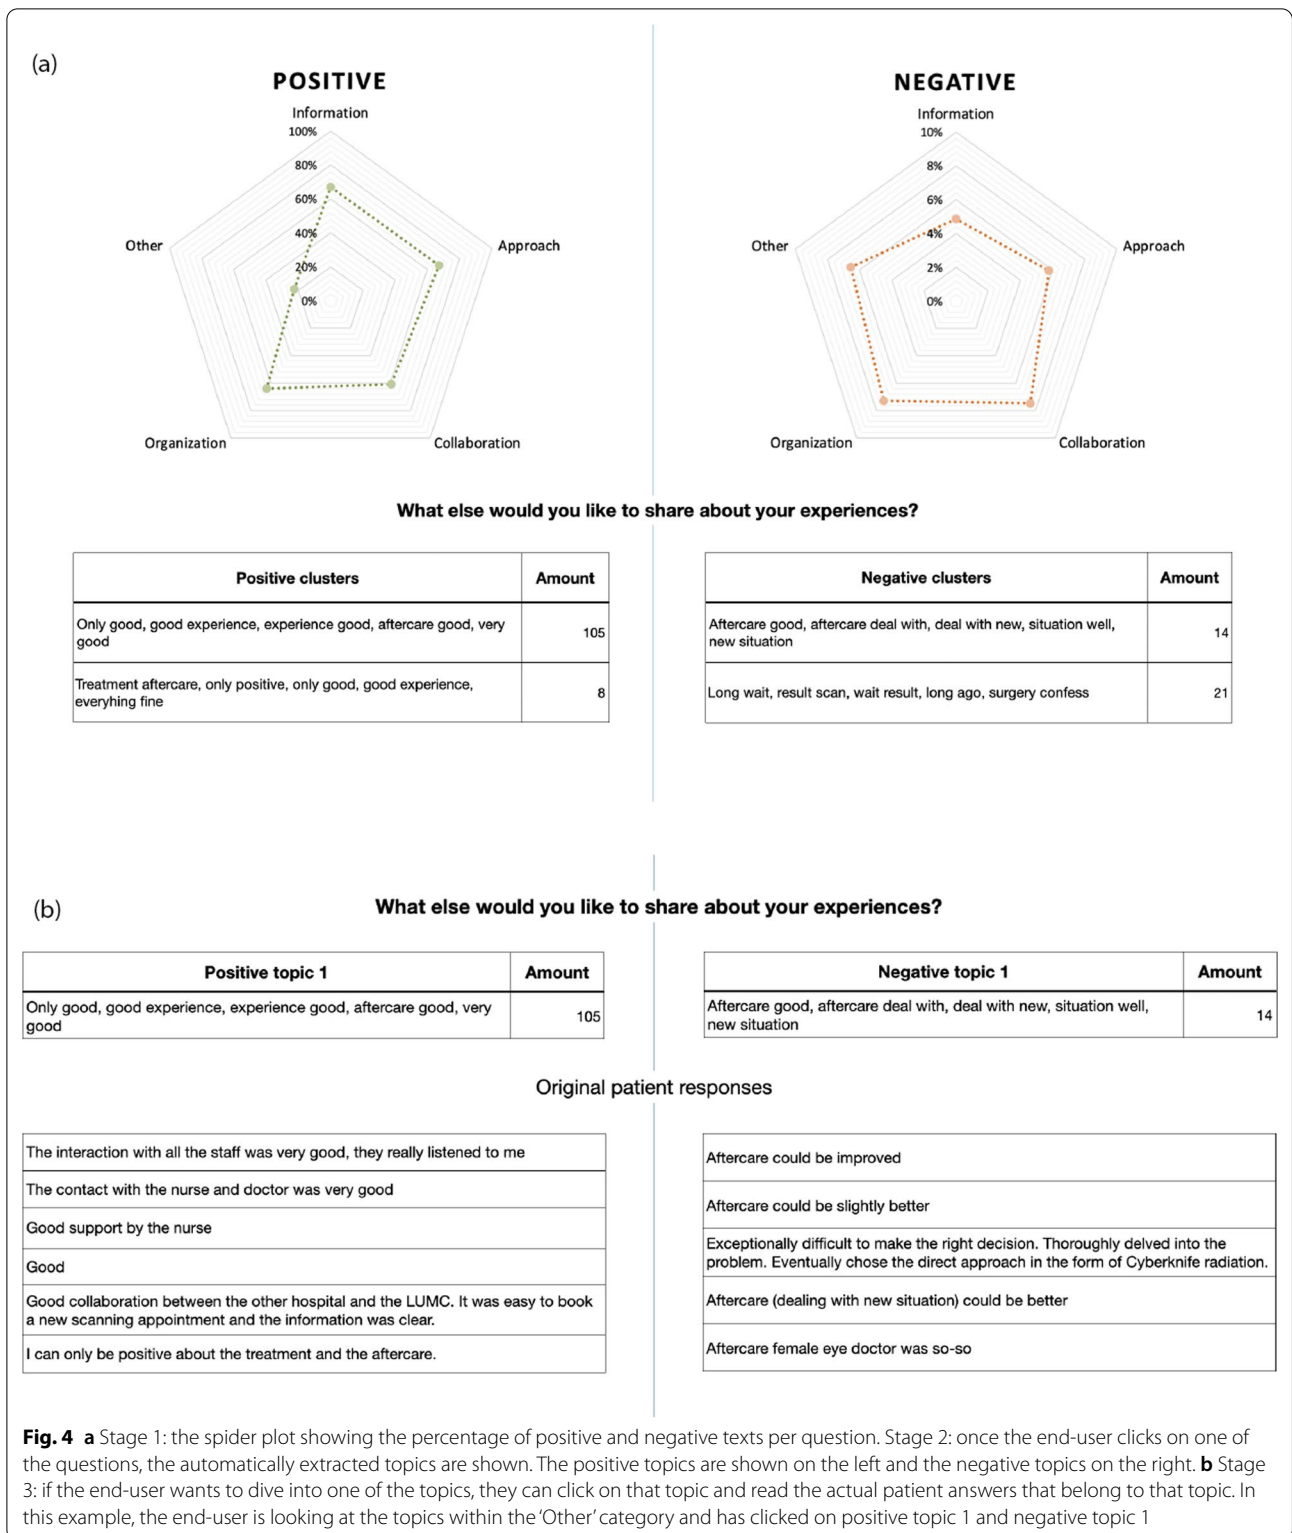 (a)
POSITIVE
Information
100%
80%
60%
40%
20%
0%
Other
Approach
Organization
Collaboration
NEGATIVE
Information
10%
8%
6%
4%
2%
0%
Other
Approach
Organization
Collaboration
What else would you like to share about your experiences?
Positive clusters Amount
Only good, good experience, experience good, aftercare good, very
good 105
Treatment aftercare, only positive, only good, good experience,
everyhing fine 8
Negative clusters Amount
Aftercare good, aftercare deal with, deal with new, situation well,
new situation 14
Long wait, result scan, wait result, long ago, surgery confess 21
(b)
What else would you like to share about your experiences?
Positive topic 1 Amount
Only good, good experience, experience good, aftercare good, very
good 105
Negative topic 1 Amount
Aftercare good, aftercare deal with, deal with new, situation well,
new situation 14
Original patient responses
The interaction with all the staff was very good, they really listened to me
The contact with the nurse and doctor was very good
Good support by the nurse
Good
Good collaboration between the other hospital and the LUMC. It was easy to book
a new scanning appointment and the information was clear.
I can only be positive about the treatment and the aftercare.
Aftercare could be improved
Aftercare could be slightly better
Exceptionally difficult to make the right decision. Thoroughly delved into the
problem. Eventually chose the direct approach in the form of Cyberknife radiation.
Aftercare (dealing with new situation) could be better
Aftercare female eye doctor was so-so
Fig. 4 a Stage 1: the spider plot showing the percentage of positive and negative texts per question. Stage 2: once the end-user clicks on one of
the questions, the automatically extracted topics are shown. The positive topics are shown on the left and the negative topics on the right. b Stage
3: if the end-user wants to dive into one of the topics, they can click on that topic and read the actual patient answers that belong to that topic. In
this example, the end-user is looking at the topics within the 'Other' category and has clicked on positive topic 1 and negative topic 1